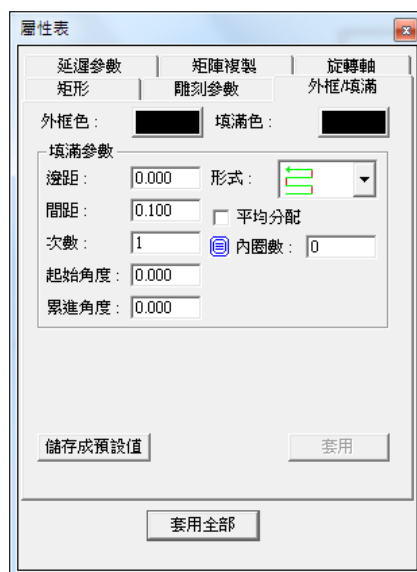 屬性表
延遲參數 矩陣複製 旋轉軸
矩形 雕刻參數 外框/填滿
外框色： 填滿色：
填滿參數
邊距： 0.000 形式：
間距： 0.100 平均分配
次數： 1 內圈數： 0
起始角度： 0.000
累進角度： 0.000
儲存成預設值 套用
套用全部